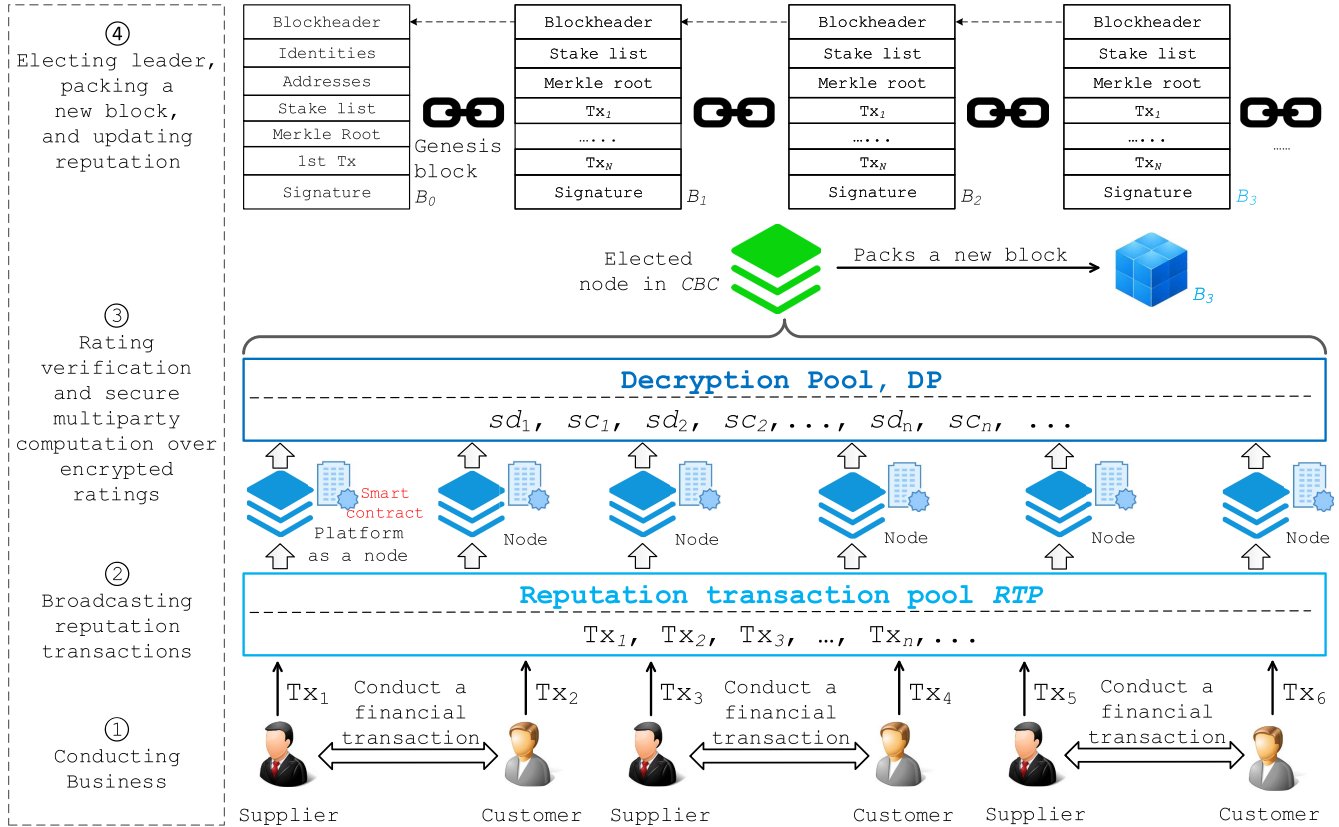 ④
Electing leader,
packing a
new block,
and updating
reputation
③
Rating
verification
and secure
multiparty
computation over
encrypted
ratings
②
Broadcasting
reputation
transactions
①
Conducting
Business
Blockheader
Identities
Addresses
Stake list
Merkle Root
1st Tx
Signature
Genesis
block
B0
Blockheader
Stake list
Merkle root
Tx1
…...
TxN
Signature
B1
Blockheader
Stake list
Merkle root
Tx1
…...
TxN
Signature
B2
Blockheader
Stake list
Merkle root
Tx1
…...
TxN
Signature
B3
……
Elected
node in CBC
Packs a new block
B3
Decryption Pool, DP
sd1, sc1, sd2, sc2,..., sdn, scn, ...
Smart
contract
Platform
as a node
Node
Node
Node
Node
Node
Reputation transaction pool RTP
Tx1, Tx2, Tx3, …, Txn,...
Tx1
Conduct a
financial
transaction
Tx2
Tx3
Conduct a
financial
transaction
Tx4
Tx5
Conduct a
financial
transaction
Tx6
Supplier
Customer
Supplier
Customer
Supplier
Customer